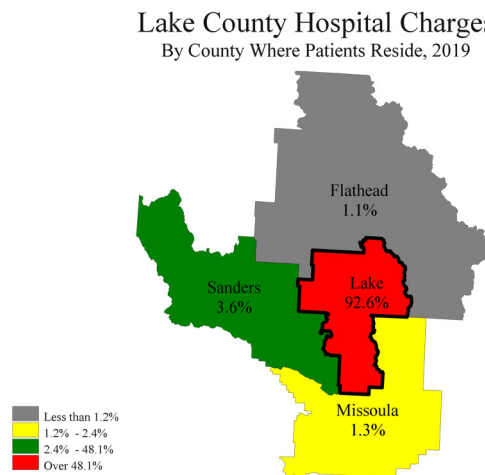 Lake County Hospital Charges
By County Where Patients Reside, 2019
Flathead
1.1%
Lake
92.6%
Sanders
3.6%
Missoula
1.3%
Less than 1.2%
1.2% - 2.4%
2.4% - 48.1%
Over 48.1%